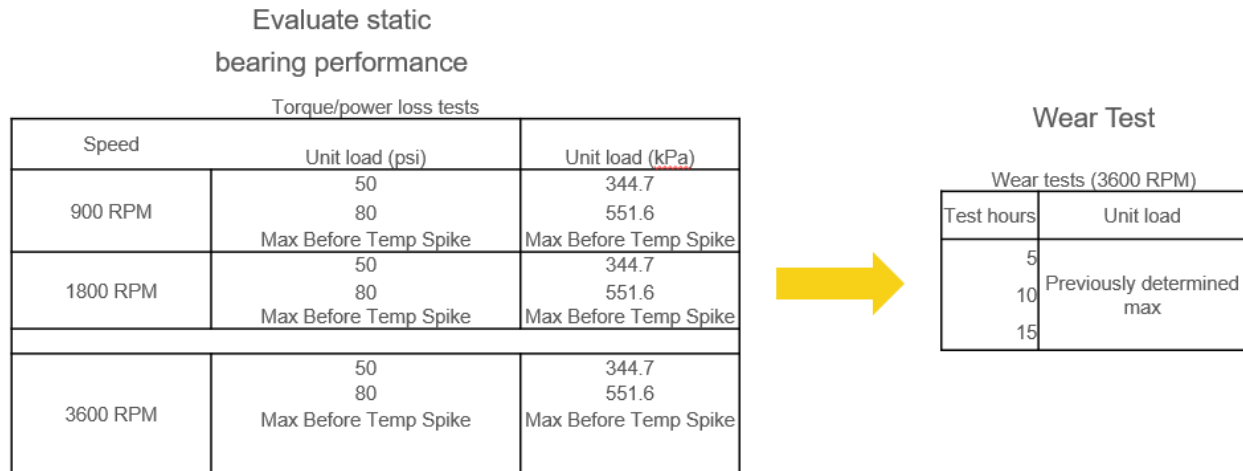 Evaluate static
bearing performance
Torque/power loss tests
Speed Unit load (psi) Unit load (kPa)
50 344.7
900 RPM 80 551.6
Max Before Temp Spike Max Before Temp Spike
50 344.7
1800 RPM 80 551.6
Max Before Temp Spike Max Before Temp Spike
50 344.7
80 551.6
3600 RPM Max Before Temp Spike Max Before Temp Spike
Wear Test
Wear tests (3600 RPM)
Test hours Unit load
5
10 Previously determined
max
15